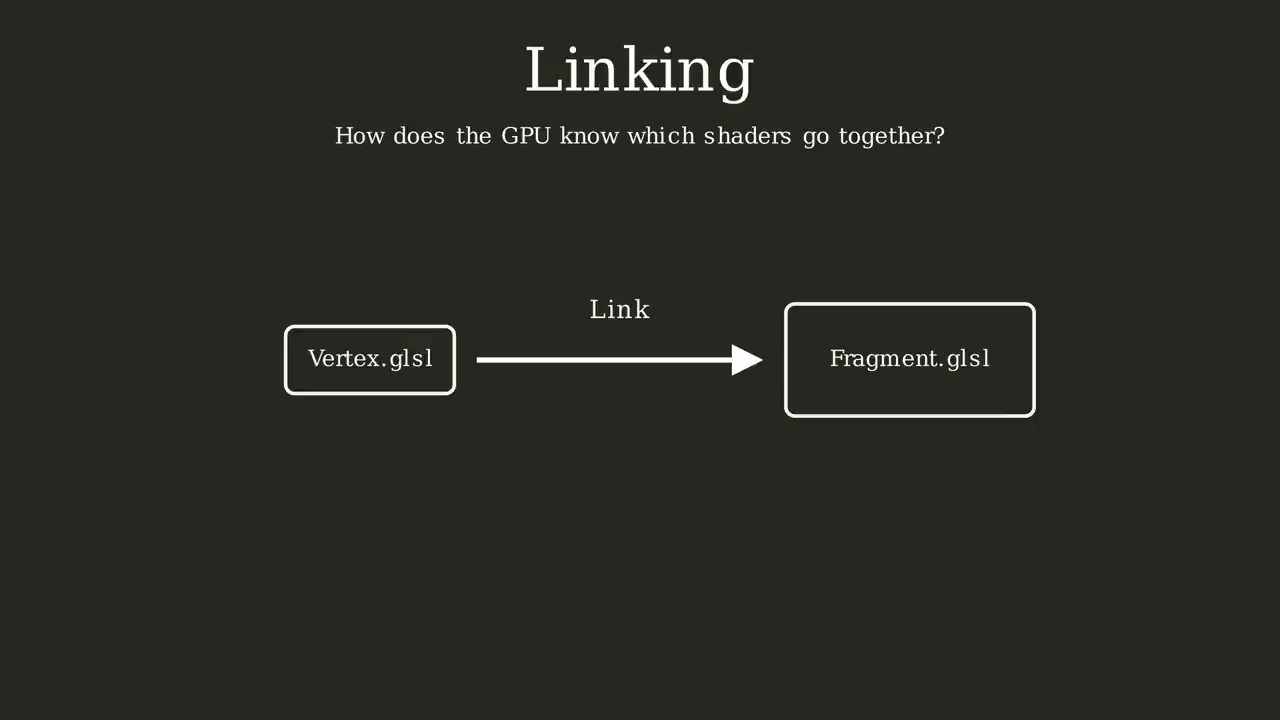 Linking
How does the GPU know which shaders go together?
Link
Vertex.glsl
Fragment.glsl